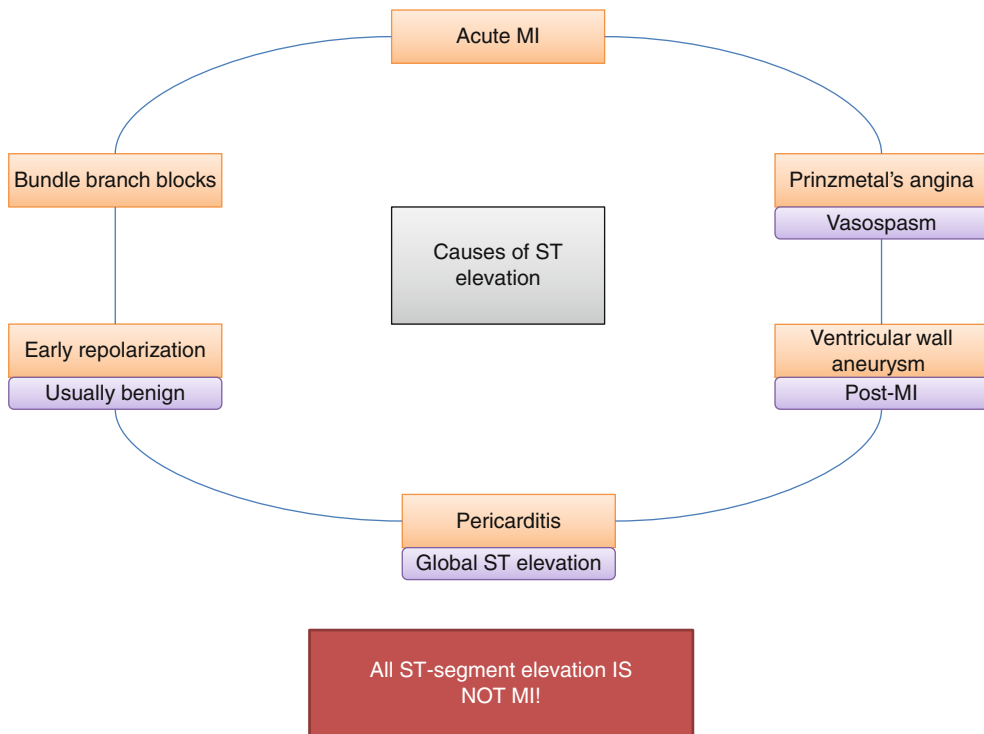 Acute MI
Bundle branch blocks
Prinzmetal's angina
Vasospasm
Causes of ST
elevation
Early repolarization
Usually benign
Ventricular wall
aneurysm
Post-MI
Pericarditis
Global ST elevation
All ST-segment elevation IS
NOT MI!